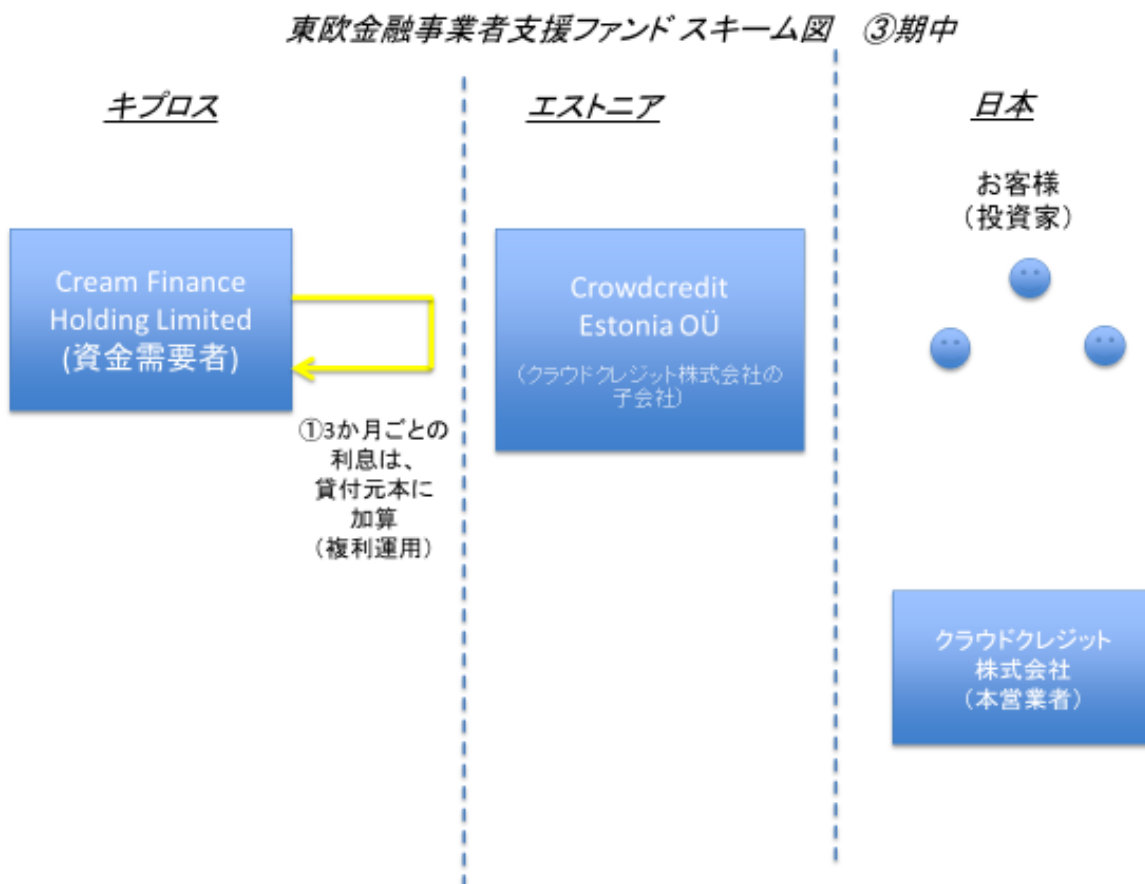 東欧金融事業者支援ファンド スキーム図　③期中
キプロス
エストニア
日本
お客様
（投資家）
Cream Finance
Holding Limited
(資金需要者)
Crowdcredit
Estonia OÜ
（クラウドクレジット株式会社の
子会社）
①3か月ごとの
利息は、
貸付元本に
加算
（複利運用）
クラウドクレジット
株式会社
（本営業者）